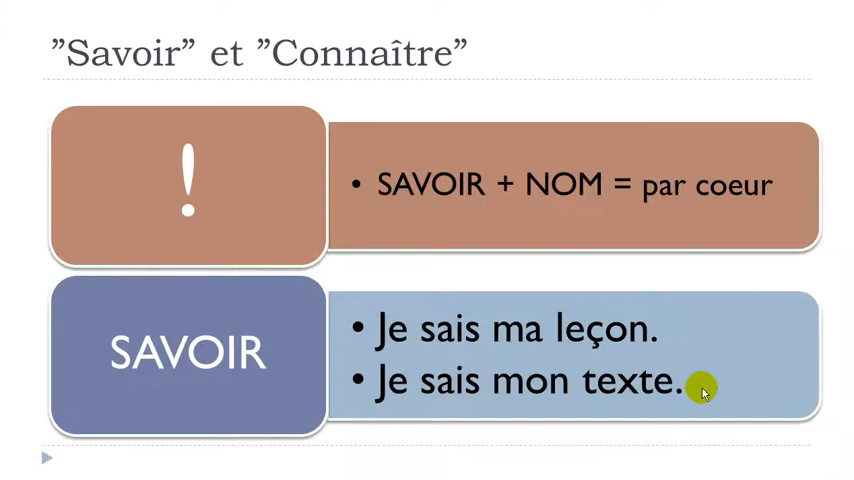 ”Savoir” et ”Connaître”
!
• SAVOIR + NOM = par coeur
SAVOIR
• Je sais ma leçon.
• Je sais mon texte.